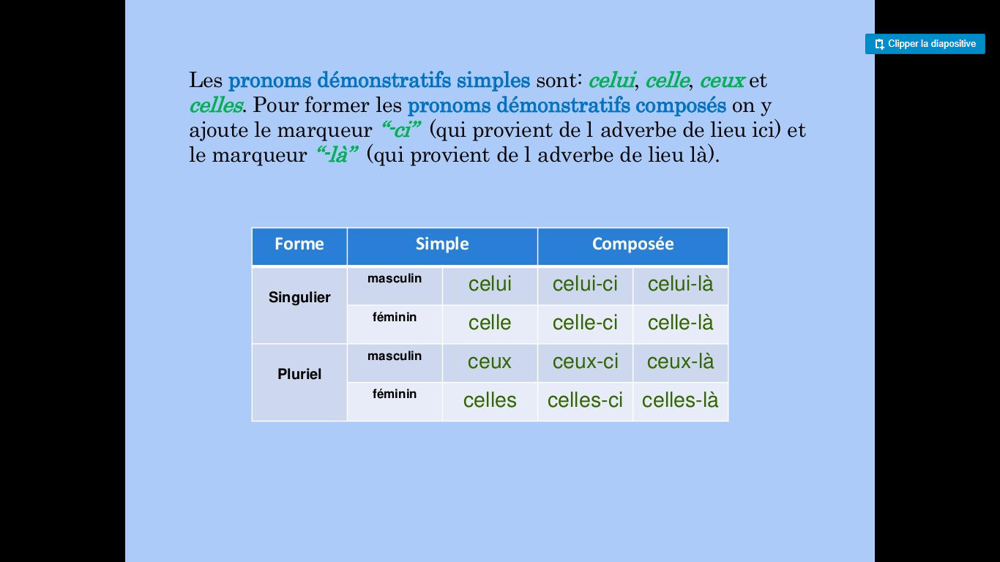 Clipper la diapositive
Les pronoms démonstratifs simples sont: celui, celle, ceux et
celles. Pour former les pronoms démonstratifs composés on y
ajoute le marqueur “-ci” (qui provient de l adverbe de lieu ici) et
le marqueur “-là” (qui provient de l adverbe de lieu là).
Forme Simple Composée
Singulier masculin celui celui-ci celui-là
féminin celle celle-ci celle-là
Pluriel masculin ceux ceux-ci ceux-là
féminin celles celles-ci celles-là